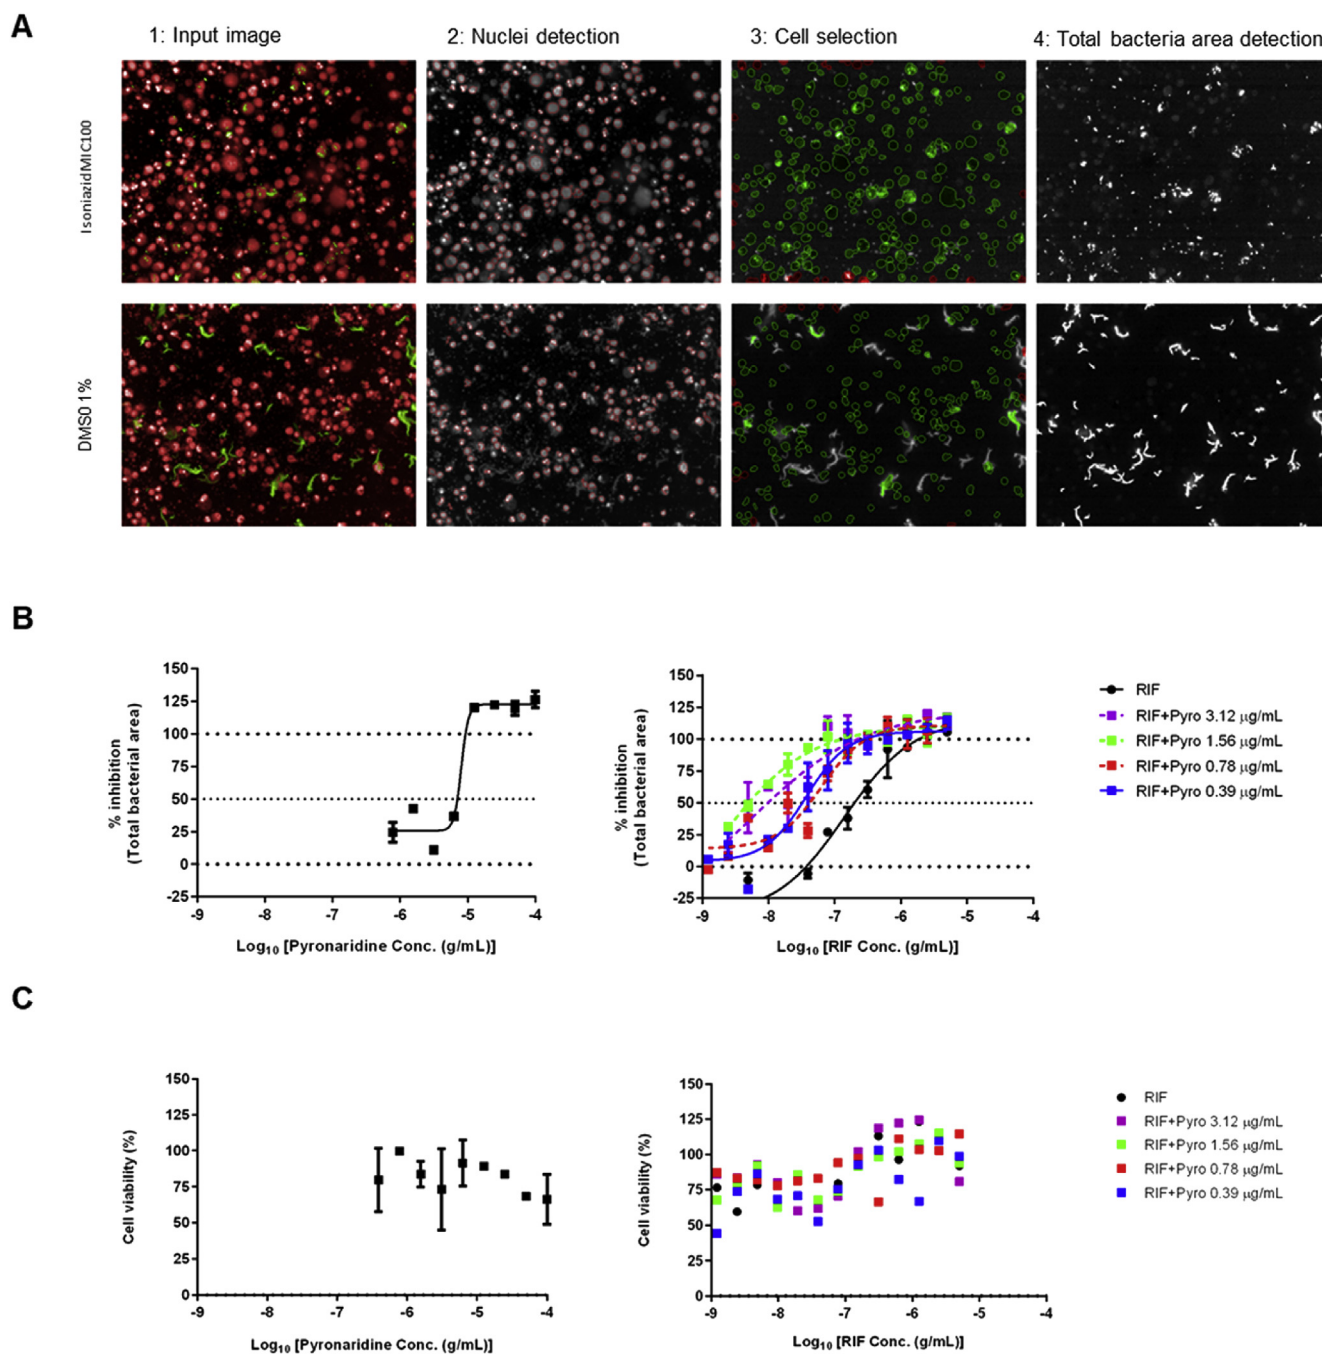 A
1: Input image
2: Nuclei detection
3: Cell selection
4: Total bacteria area detection
IsoniazidMIC100
DMSO 1%
B
150
125
100
75
50
25
0
-25
-9
-8
-7
-6
-5
-4
% inhibition
(Total bacterial area)
Log10 [Pyronaridine Conc. (g/mL)]
150
125
100
75
50
25
0
-25
-9
-8
-7
-6
-5
-4
% inhibition
(Total bacterial area)
Log10 [RIF Conc. (g/mL)]
RIF
RIF+Pyro 3.12 µg/mL
RIF+Pyro 1.56 µg/mL
RIF+Pyro 0.78 µg/mL
RIF+Pyro 0.39 µg/mL
C
150
125
100
75
50
25
0
-9
-8
-7
-6
-5
-4
Cell viability (%)
Log10 [Pyronaridine Conc. (g/mL)]
150
125
100
75
50
25
0
-9
-8
-7
-6
-5
-4
Cell viability (%)
Log10 [RIF Conc. (g/mL)]
RIF
RIF+Pyro 3.12 µg/mL
RIF+Pyro 1.56 µg/mL
RIF+Pyro 0.78 µg/mL
RIF+Pyro 0.39 µg/mL